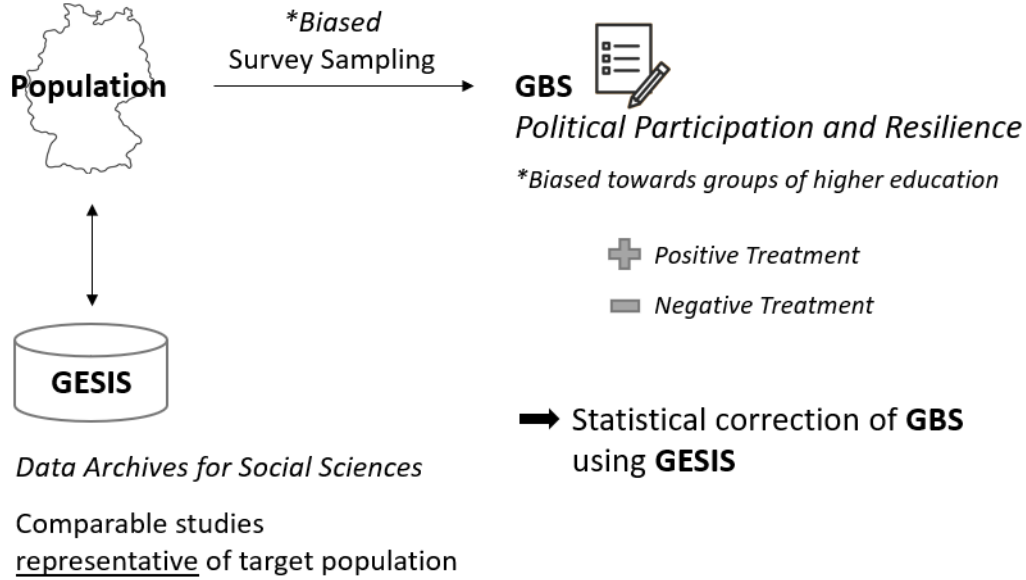 *Biased
Survey Sampling
Population
GBS
Political Participation and Resilience
*Biased towards groups of higher education
Positive Treatment
Negative Treatment
GESIS
Data Archives for Social Sciences
Comparable studies
representative of target population
Statistical correction of GBS
using GESIS